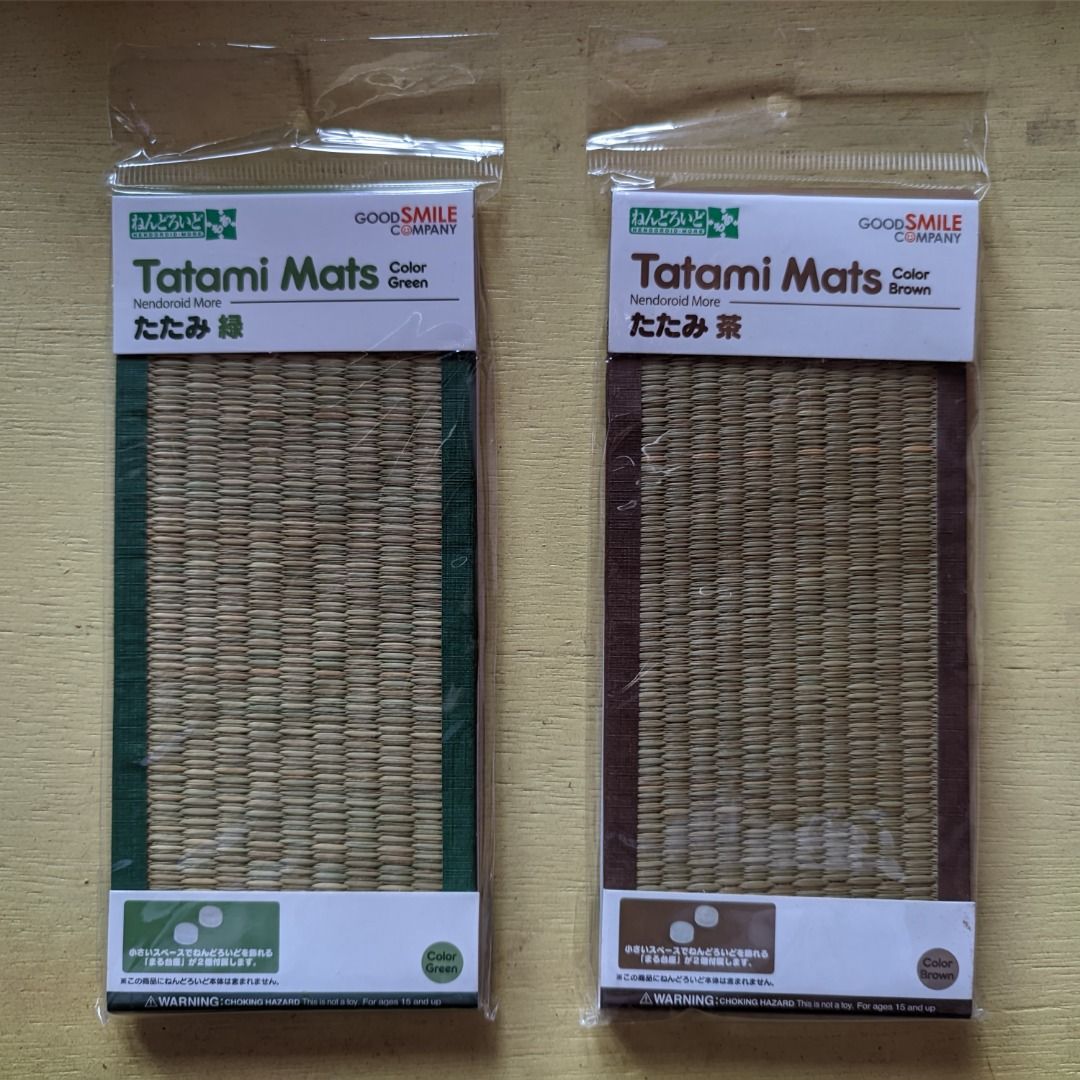 ねんどろいど
NENDOROID MORE
GOOD SMILE
COMPANY
Tatami Mats Color
Green
Nendoroid More
たたみ 緑
小さいスペースでねんどろいどを飾れる
「まる台座」が2個付属します。
※この商品にねんどろいど本体は含まれません。
Color
Green
WARNING: CHOKING HAZARD This is not a toy. For ages 15 and up
ねんどろいど
NENDOROID MORE
GOOD SMILE
COMPANY
Tatami Mats Color
Brown
Nendoroid More
たたみ 茶
小さいスペースでねんどろいどを飾れる
「まる台座」が2個付属します。
※この商品にねんどろいど本体は含まれません。
Color
Brown
WARNING: CHOKING HAZARD This is not a toy. For ages 15 and up